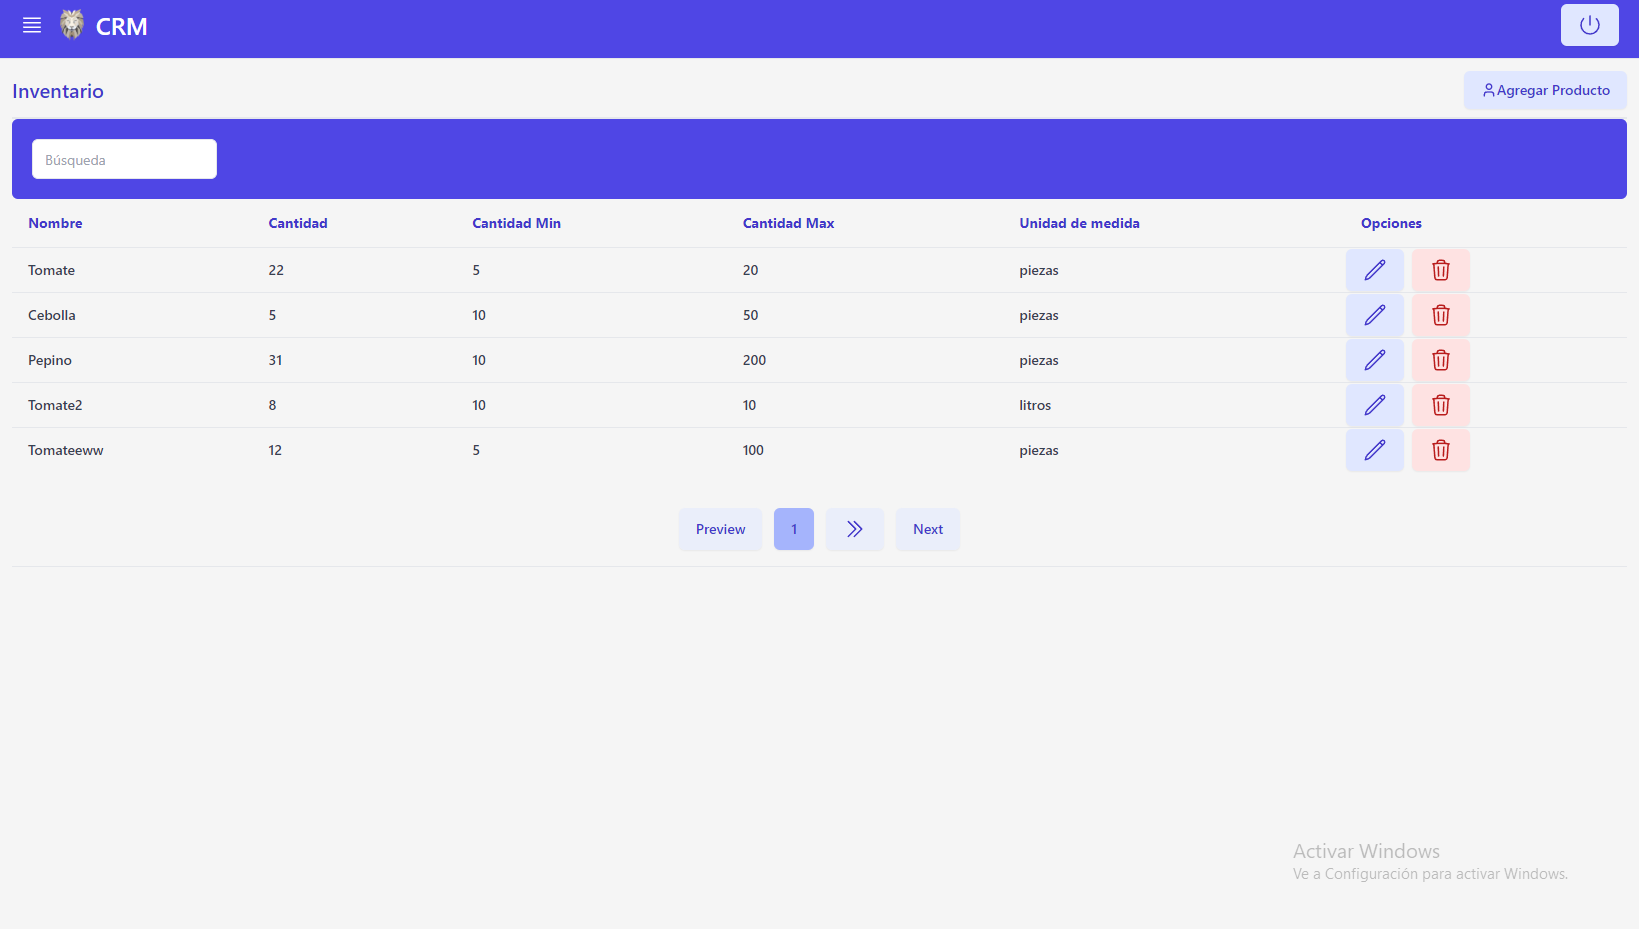 CRM
Inventario
Agregar Producto
Búsqueda
Nombre Cantidad Cantidad Min Cantidad Max Unidad de medida Opciones
Tomate 22 5 20 piezas
Cebolla 5 10 50 piezas
Pepino 31 10 200 piezas
Tomate2 8 10 10 litros
Tomateeww 12 5 100 piezas
Preview 1 Next
Activar Windows
Ve a Configuración para activar Windows.